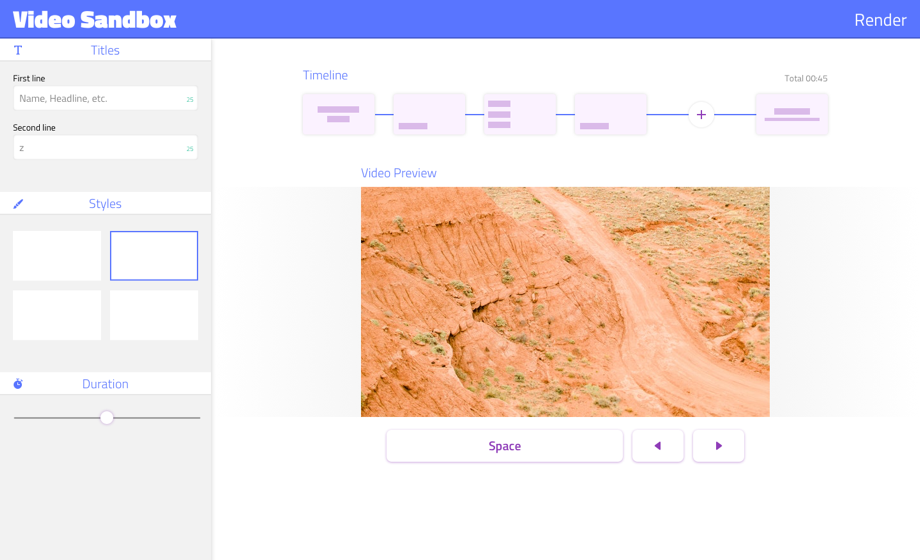 Video Sandbox
Render
T
Titles
First line
Name, Headline, etc.
25
Second line
z
25
Styles
Duration
Timeline
Total 00:45
+
Video Preview
Space